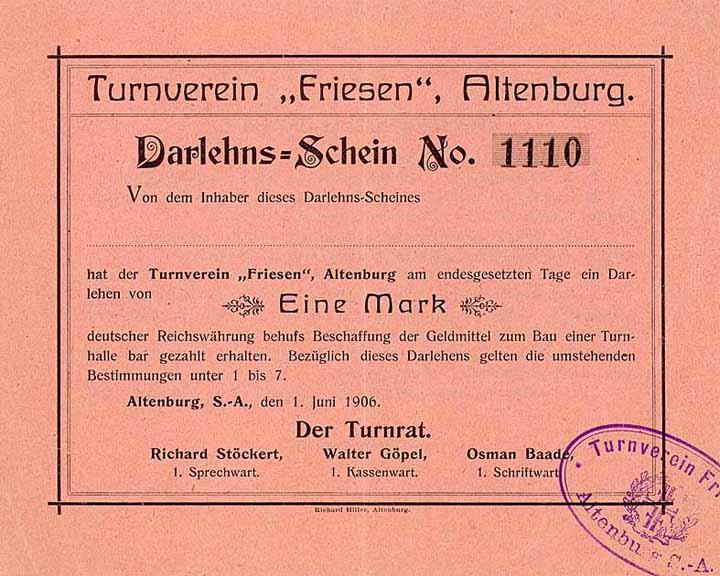 Turnverein „Friesen“, Altenburg.
Darlehns=Schein No. 1110
Von dem Inhaber dieses Darlehns-Scheines
hat der Turnverein „Friesen“, Altenburg am endesgesetzten Tage ein Dar-
lehen von
Eine Mark
deutscher Reichswährung behufs Beschaffung der Geldmittel zum Bau einer Turn-
halle bar gezahlt erhalten. Bezüglich dieses Darlehens gelten die umstehenden
Bestimmungen unter 1 bis 7.
Altenburg, S.-A., den 1. Juni 1906.
Der Turnrat.
Richard Stöckert, Walter Göpel, Osman Baade,
1. Sprechwart. 1. Kassenwart. 1. Schriftwart
Richard Hiller, Altenburg.
* Turnverein Fr
Altenburg S.-A.